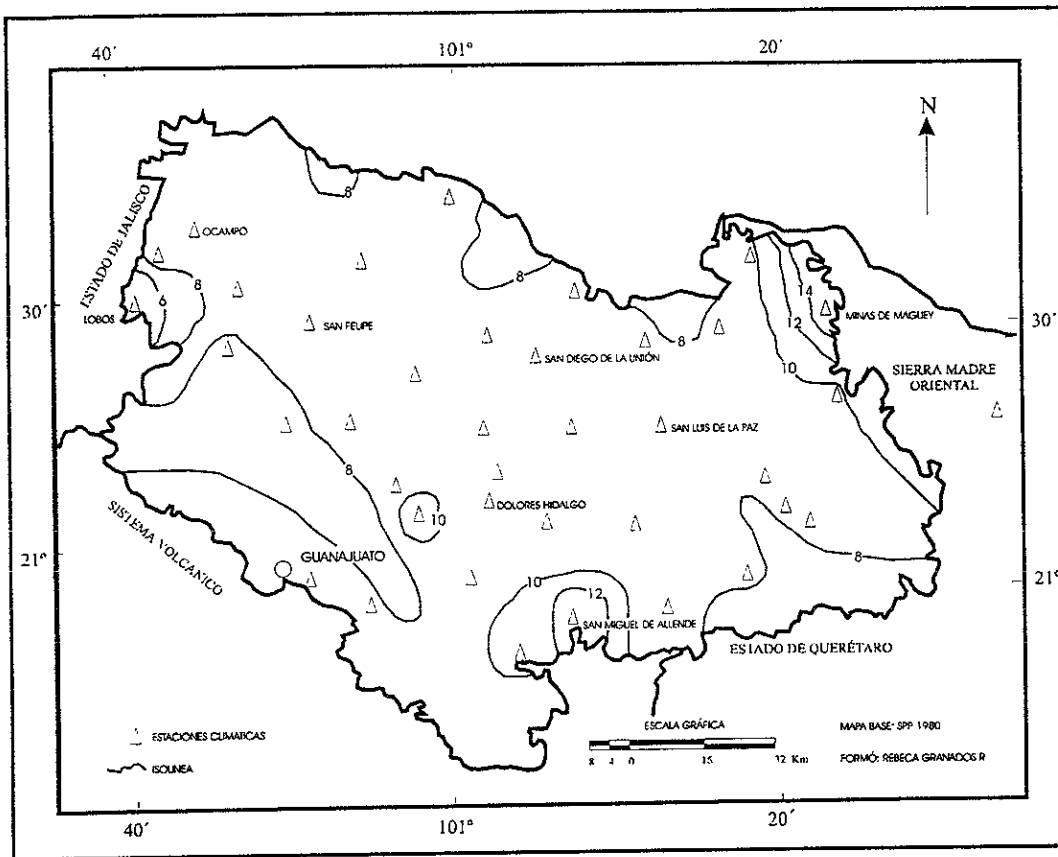 40´ 101° 20´
N
ESTADO DE JALISCO
8
OCAMPO
8
8
6
14
30´
LOBOS
MINAS DE MAGUEY
30´
SAN FELIPE
12
8
SAN DIEGO DE LA UNIÓN
10
SIERRA MADRE
ORIENTAL
SAN LUIS DE LA PAZ
8
DOLORES HIDALGO
10
SISTEMA VOLCANICO
GUANAJUATO
21°
8
21°
10
12
SAN MIGUEL DE ALLENDE
ESTADO DE QUERÉTARO
ESTACIONES CLIMATICAS
ISOLINEA
ESCALA GRÁFICA
8 4 0 15 32 Km
MAPA BASE: SPP 1980
FORMÓ: REBECA GRANADOS R
40´ 101° 20´